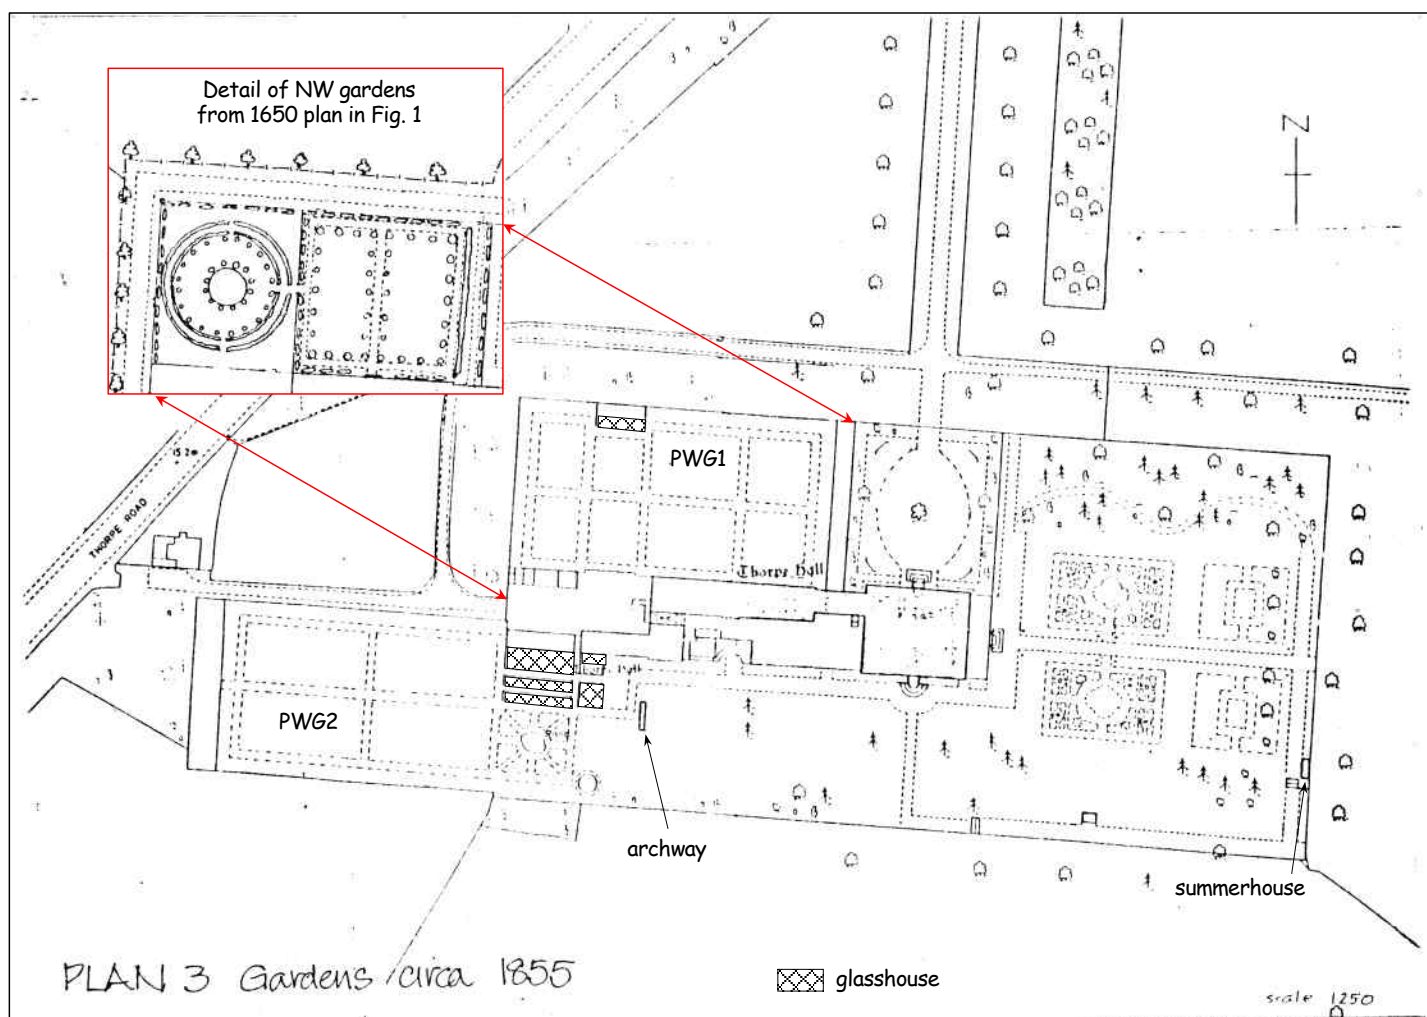 Detail of NW gardens
from 1650 plan in Fig. 1
N
THORPE ROAD
PWG1
Thorpe Hall
PWG2
archway
summerhouse
PLAN 3 Gardens circa 1855
glasshouse
scale 1250